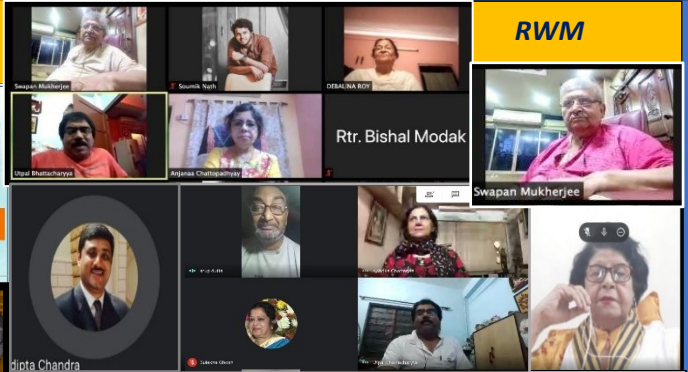 RWM
Swapan Mukherjee
Soumik Nath
DEBALINA ROY
Utpal Bhattacharyya
Anjanaa Chattopadhyay
Rtr. Bishal Modak
Swapan Mukherjee
dipta Chandra